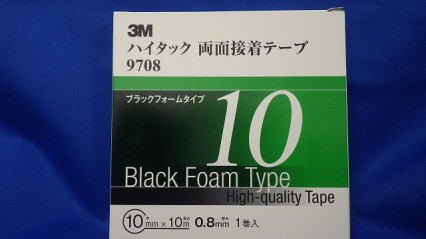 3M
ハイタック 両面接着テープ
9708
ブラックフォームタイプ
10
Black Foam Type
High-quality Tape
10mm×10m 0.8mm 1巻入